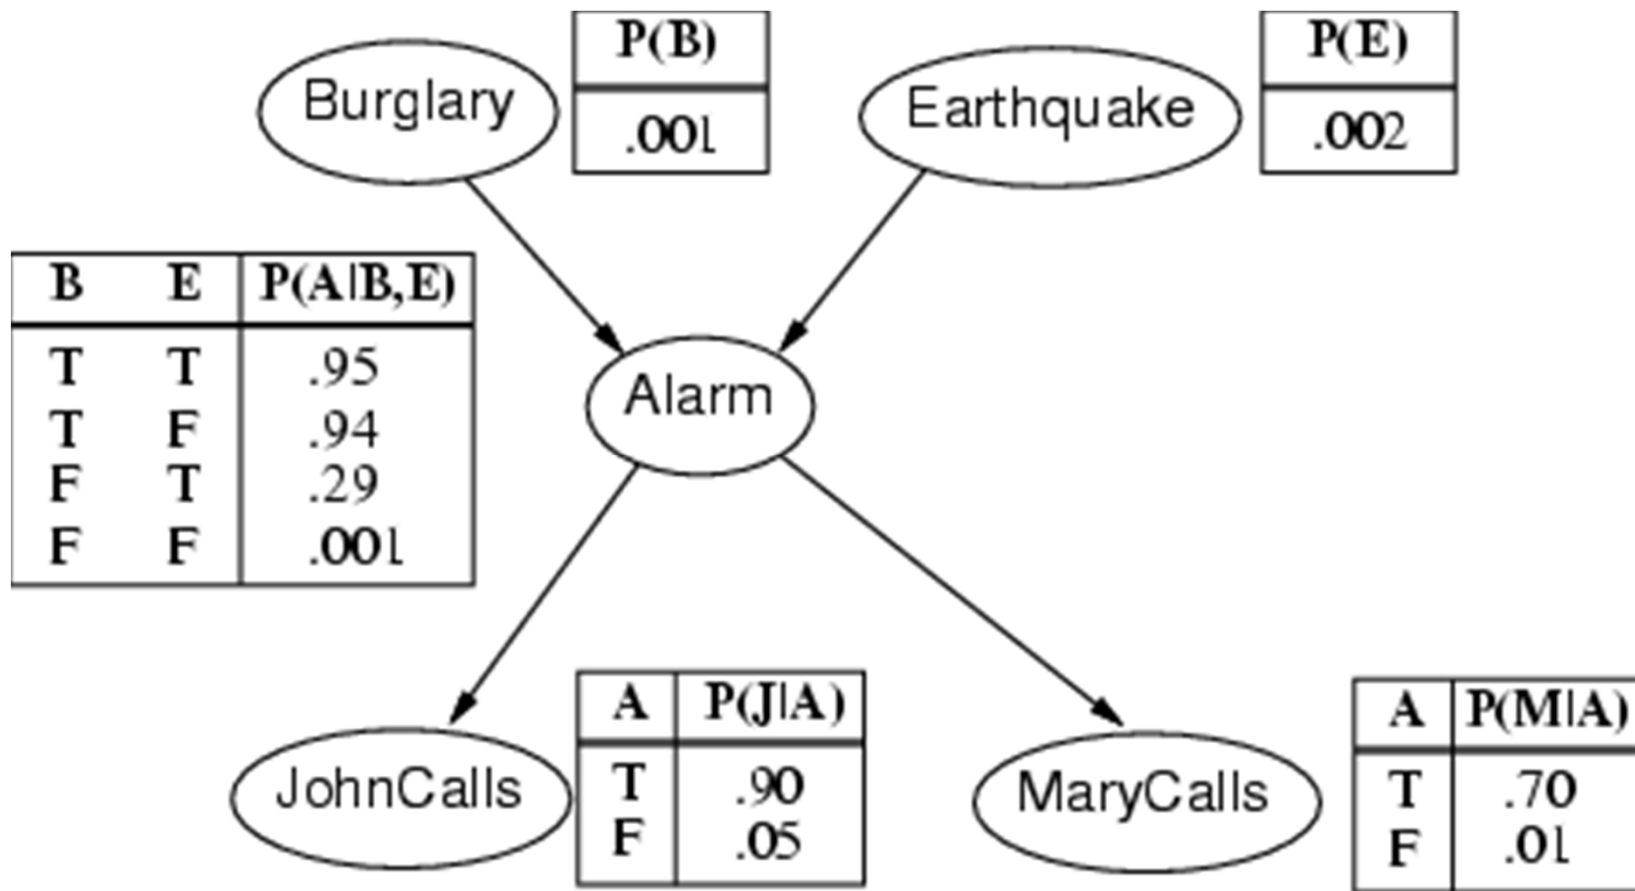 P(B)
.001
Burglary
P(E)
.002
Earthquake
B E P(A|B,E)
T T .95
T F .94
F T .29
F F .001
Alarm
JohnCalls
A P(J|A)
T .90
F .05
MaryCalls
A P(M|A)
T .70
F .01